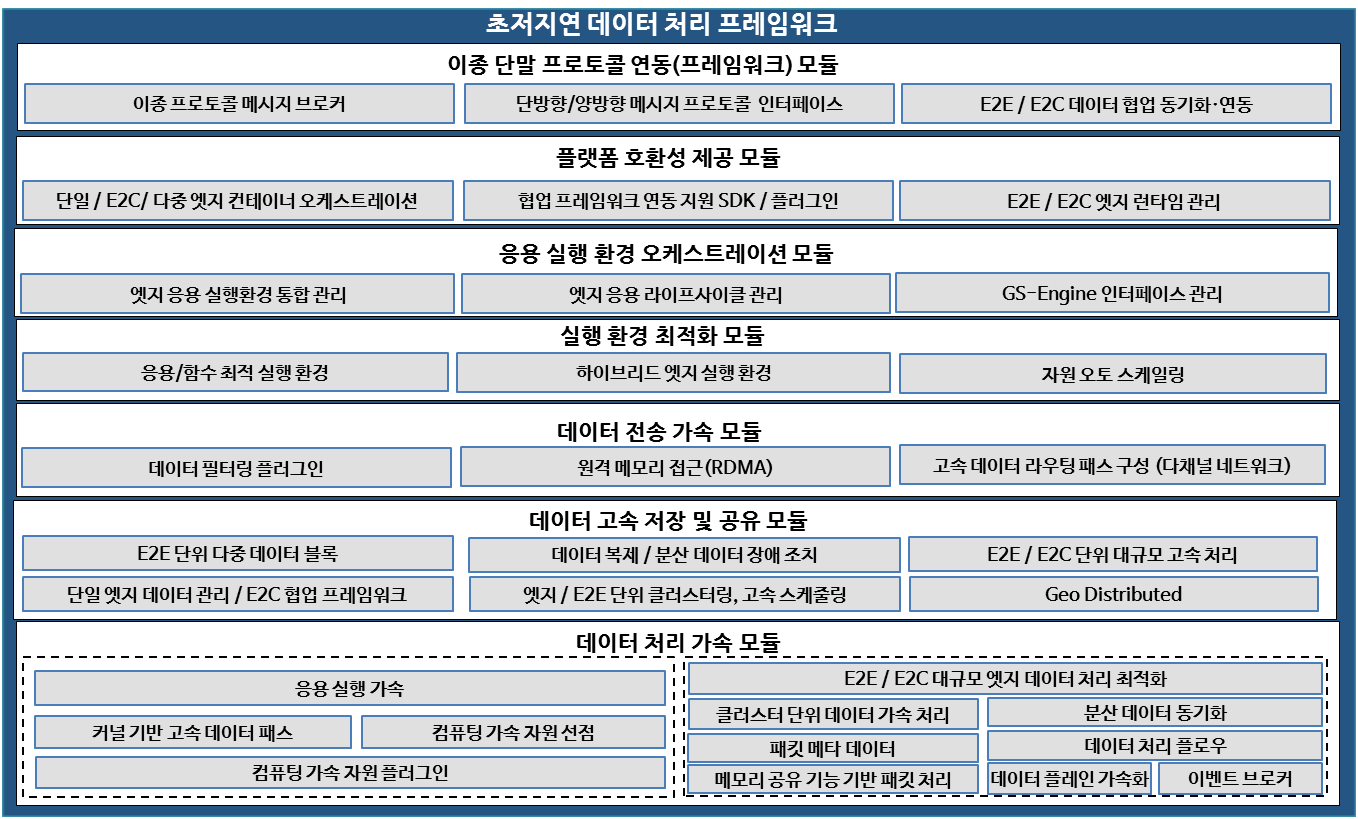 초저지연 데이터 처리 프레임워크
이종 단말 프로토콜 연동(프레임워크) 모듈
이종 프로토콜 메시지 브로커
단방향/양방향 메시지 프로토콜 인터페이스
E2E / E2C 데이터 협업 동기화·연동
플랫폼 호환성 제공 모듈
단일 / E2C/ 다중 엣지 컨테이너 오케스트레이션
협업 프레임워크 연동 지원 SDK / 플러그인
E2E / E2C 엣지 런타임 관리
응용 실행 환경 오케스트레이션 모듈
엣지 응용 실행환경 통합 관리
엣지 응용 라이프사이클 관리
GS-Engine 인터페이스 관리
실행 환경 최적화 모듈
응용/함수 최적 실행 환경
하이브리드 엣지 실행 환경
자원 오토 스케일링
데이터 전송 가속 모듈
데이터 필터링 플러그인
원격 메모리 접근(RDMA)
고속 데이터 라우팅 패스 구성 (다채널 네트워크)
데이터 고속 저장 및 공유 모듈
E2E 단위 다중 데이터 블록
데이터 복제 / 분산 데이터 장애 조치
E2E / E2C 단위 대규모 고속 처리
단일 엣지 데이터 관리 / E2C 협업 프레임워크
엣지 / E2E 단위 클러스터링, 고속 스케줄링
Geo Distributed
데이터 처리 가속 모듈
응용 실행 가속
커널 기반 고속 데이터 패스
컴퓨팅 가속 자원 선점
컴퓨팅 가속 자원 플러그인
E2E / E2C 대규모 엣지 데이터 처리 최적화
클러스터 단위 데이터 가속 처리
분산 데이터 동기화
패킷 메타 데이터
데이터 처리 플로우
메모리 공유 기능 기반 패킷 처리
데이터 플레인 가속화
이벤트 브로커